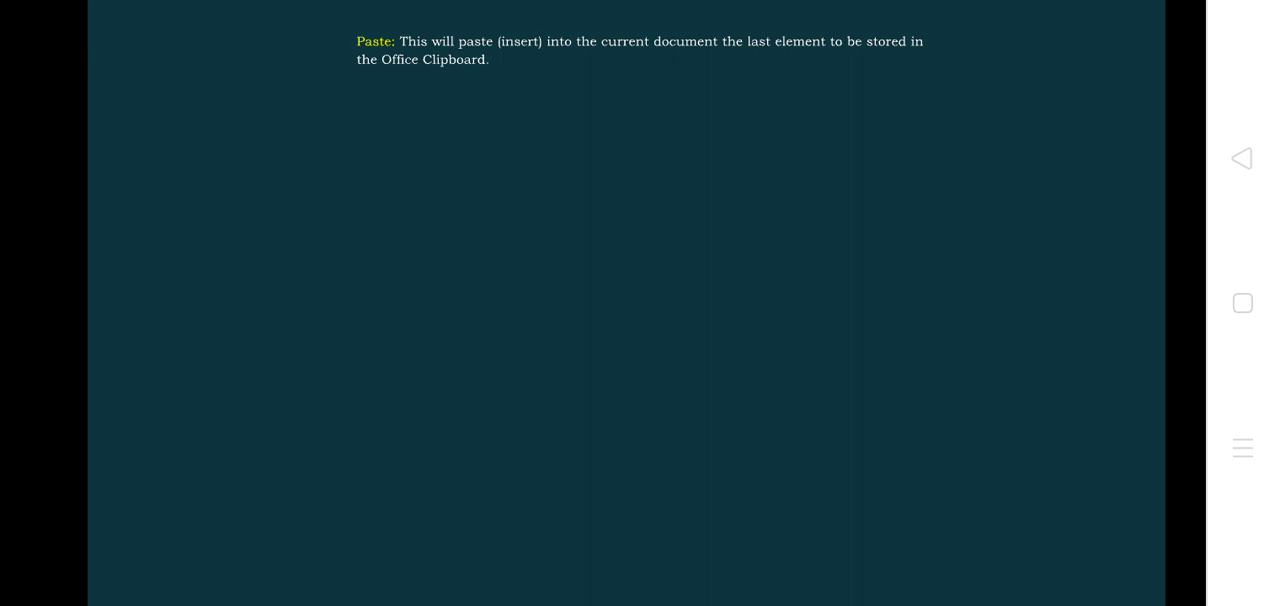 Paste: This will paste (insert) into the current document the last element to be stored in
the Office Clipboard.